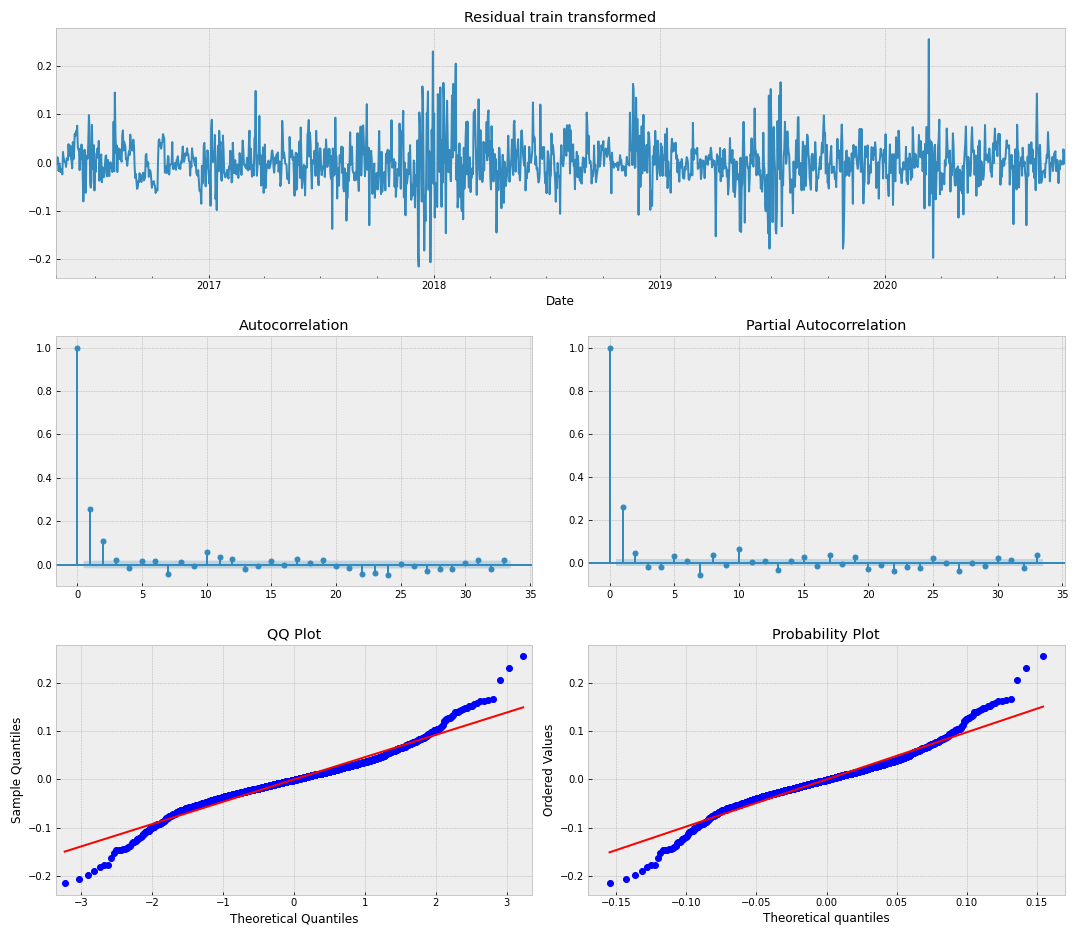 Residual train transformed
0.2
0.1
0.0
−0.1
−0.2
2017 2018 2019 2020
Date
Autocorrelation
1.0
0.8
0.6
0.4
0.2
0.0
0 5 10 15 20 25 30 35
Partial Autocorrelation
1.0
0.8
0.6
0.4
0.2
0.0
0 5 10 15 20 25 30 35
QQ Plot
Sample Quantiles
0.2
0.1
0.0
−0.1
−0.2
−3 −2 −1 0 1 2 3
Theoretical Quantiles
Probability Plot
Ordered Values
0.2
0.1
0.0
−0.1
−0.2
−0.15 −0.10 −0.05 0.00 0.05 0.10 0.15
Theoretical quantiles